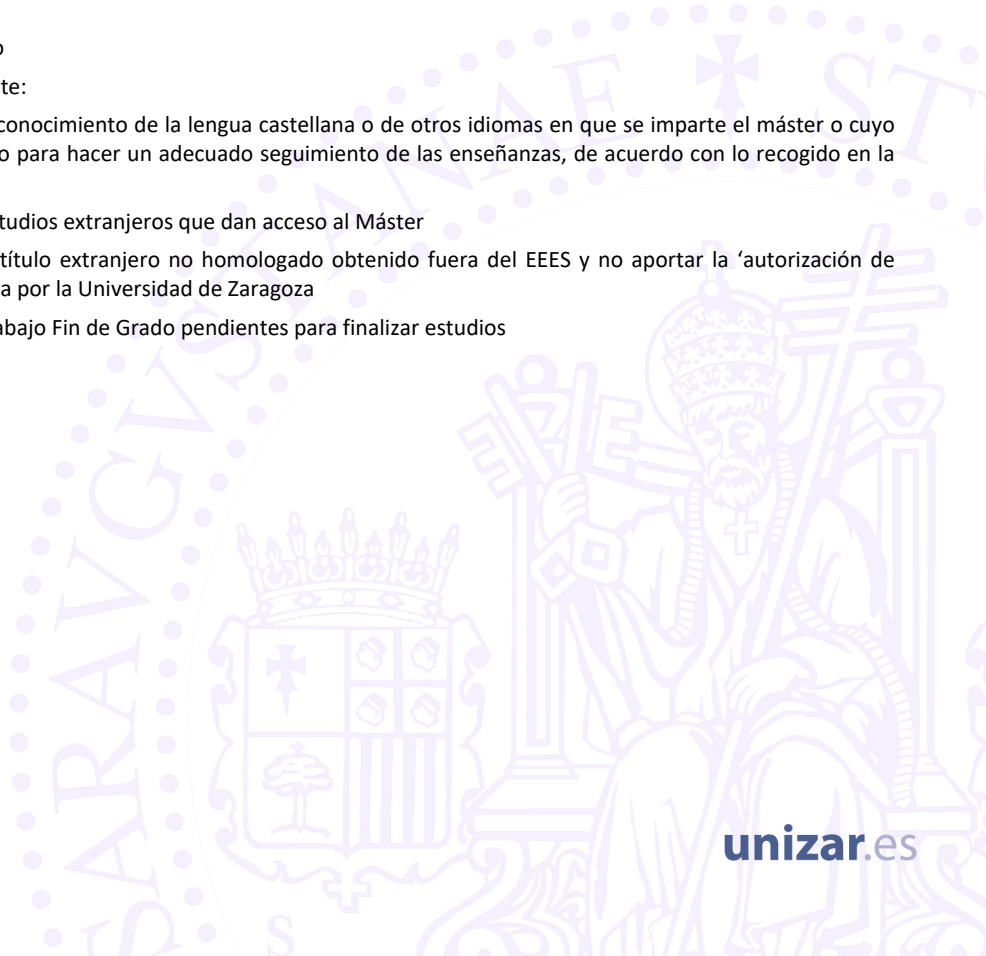 o
te:
conocimiento de la lengua castellana o de otros idiomas en que se imparte el máster o cuyo
o para hacer un adecuado seguimiento de las enseñanzas, de acuerdo con lo recogido en la
tudios extranjeros que dan acceso al Máster
título extranjero no homologado obtenido fuera del EEES y no aportar la ‘autorización de
a por la Universidad de Zaragoza
abajo Fin de Grado pendientes para finalizar estudios
SARAVGVSTANAE ST
S
unizar.es